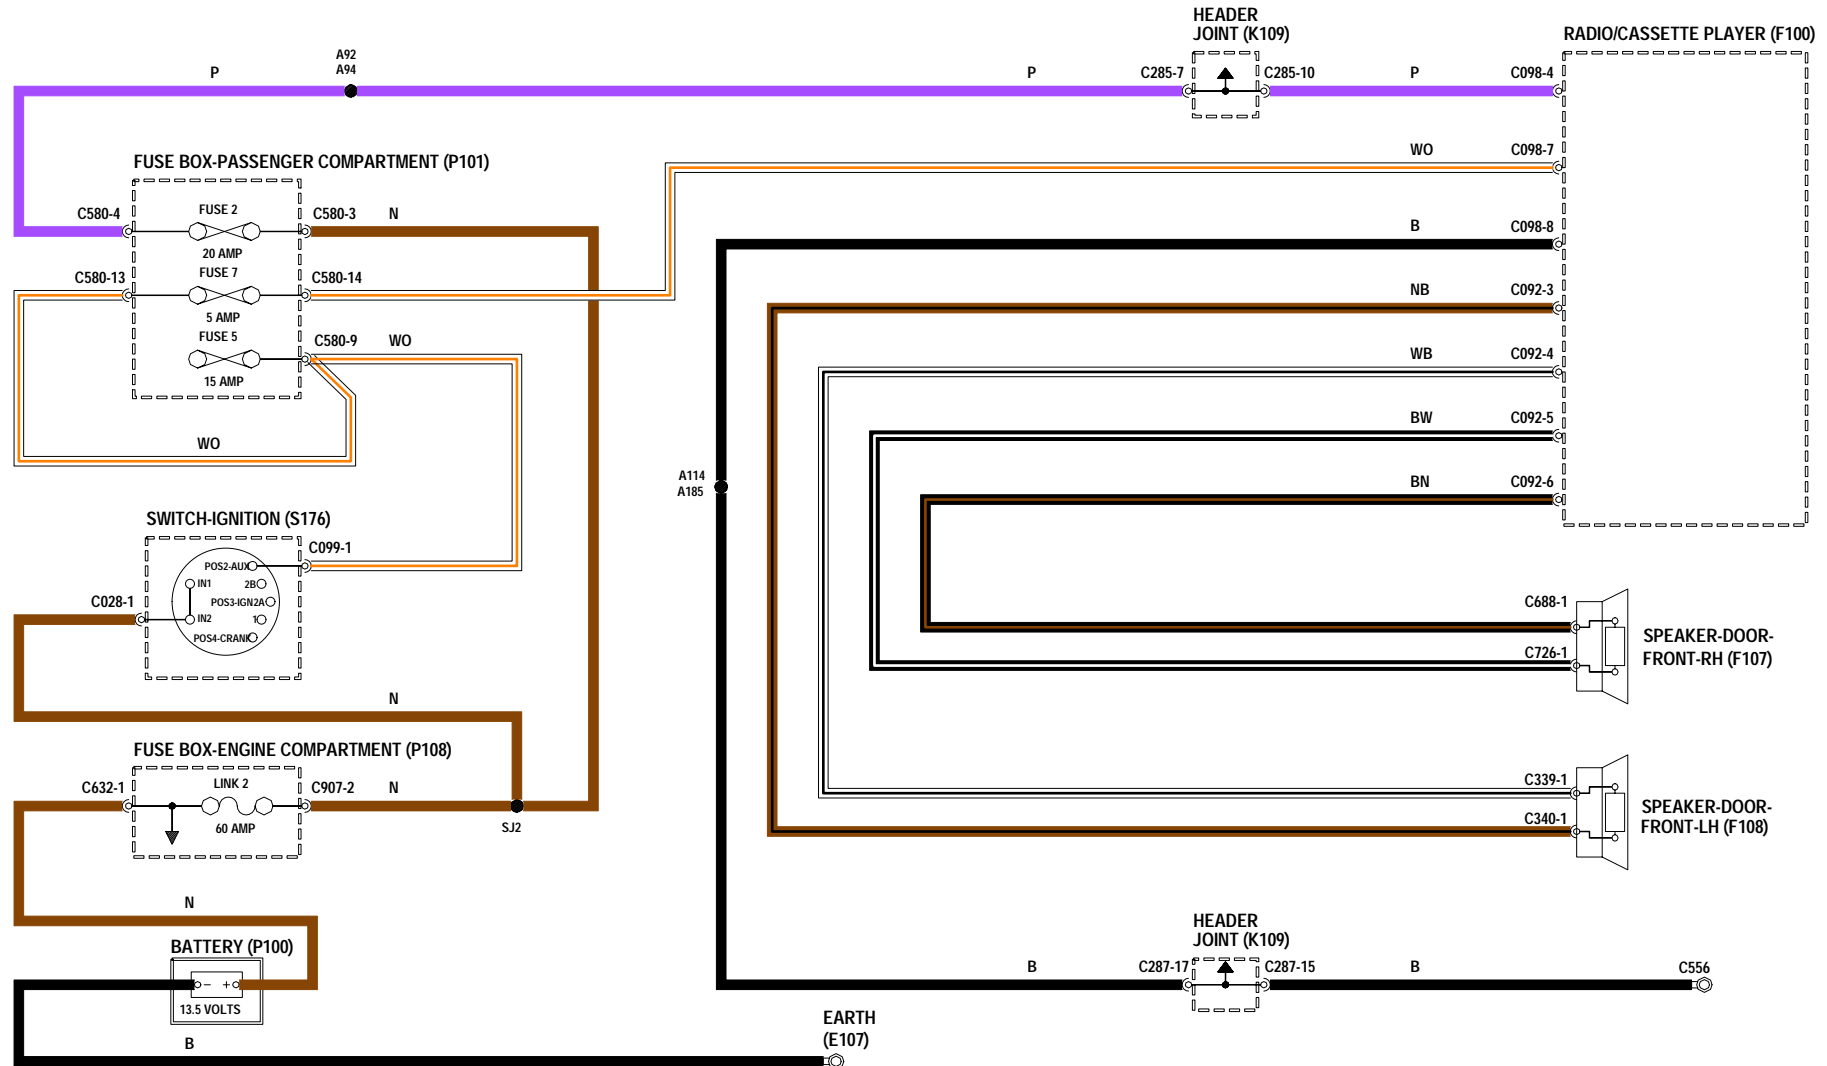 HEADER
JOINT (K109)
RADIO/CASSETTE PLAYER (F100)
A92
A94
P
P
C285-7
C285-10
P
C098-4
FUSE BOX-PASSENGER COMPARTMENT (P101)
WO
C098-7
C580-4
FUSE 2
C580-3
N
20 AMP
B
C098-8
C580-13
FUSE 7
C580-14
5 AMP
NB
C092-3
FUSE 5
C580-9
WO
15 AMP
WB
C092-4
WO
BW
C092-5
A114
A185
BN
C092-6
SWITCH-IGNITION (S176)
C099-1
POS2-AUX
IN1
2B
C028-1
POS3-IGN2A
IN2
1
POS4-CRANK
C688-1
SPEAKER-DOOR-
FRONT-RH (F107)
C726-1
N
FUSE BOX-ENGINE COMPARTMENT (P108)
C632-1
LINK 2
C907-2
N
60 AMP
SJ2
C339-1
SPEAKER-DOOR-
FRONT-LH (F108)
C340-1
N
BATTERY (P100)
- +
13.5 VOLTS
HEADER
JOINT (K109)
B
C287-17
C287-15
B
C556
B
EARTH
(E107)